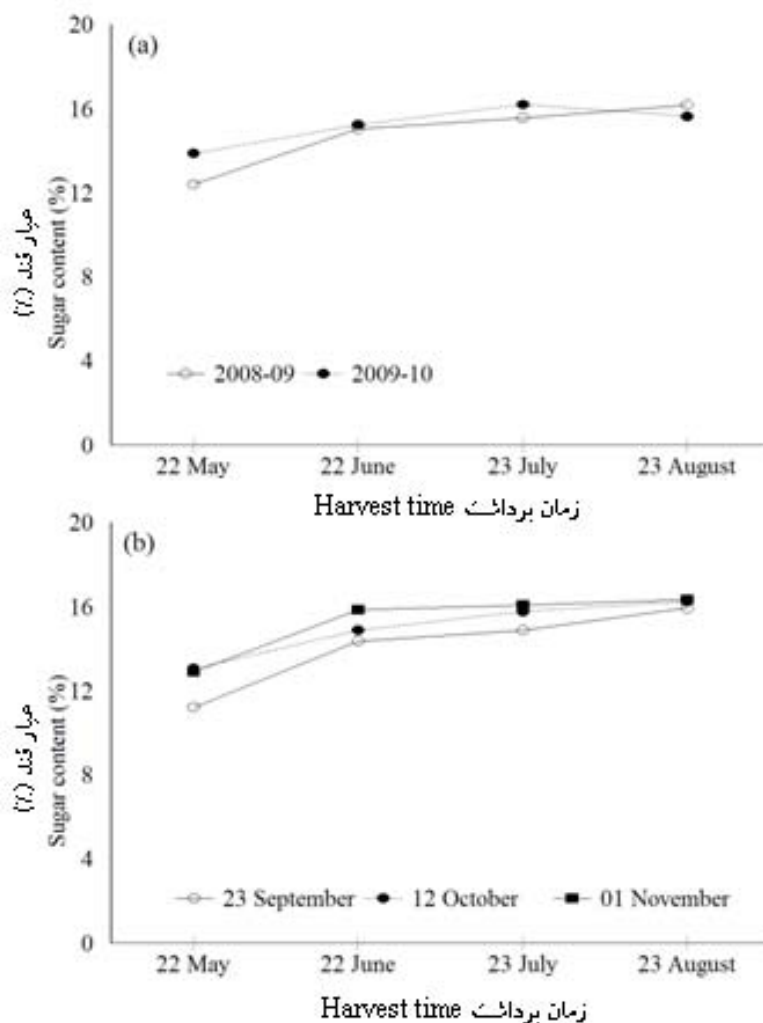 20
(a)
16
12
8
4
0
عیار قند (٪)
Sugar content (%)
2008-09
2009-10
22 May
22 June
23 July
23 August
Harvest time زمان برداشت
20
(b)
16
12
8
4
0
عیار قند (٪)
Sugar content (%)
23 September
12 October
01 November
22 May
22 June
23 July
23 August
Harvest time زمان برداشت